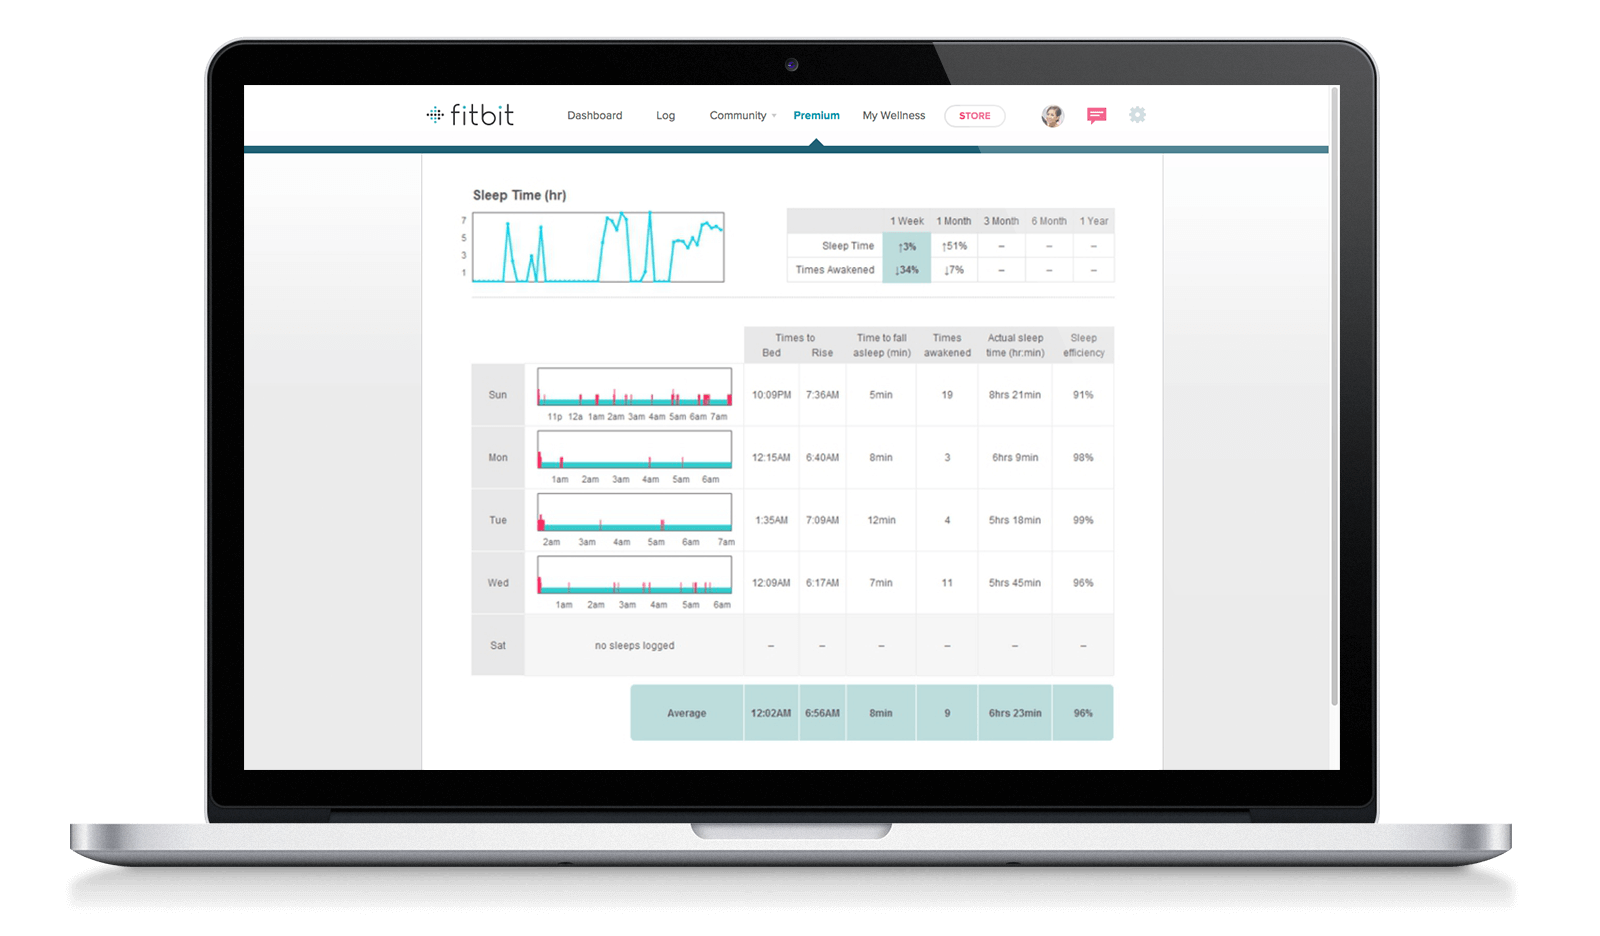 fitbit
Dashboard Log Community Premium My Wellness STORE
Sleep Time (hr)
7
5
3
1
1 Week 1 Month 3 Month 6 Month 1 Year
Sleep Time ↑3% ↑51% – – –
Times Awakened ↓34% ↓7% – – –
Times to Time to fall Times Actual sleep Sleep
Bed Rise asleep (min) awakened time (hr:min) efficiency
Sun 10:09PM 7:36AM 5min 19 8hrs 21min 91%
11p 12a 1am 2am 3am 4am 5am 6am 7am
Mon 12:15AM 6:40AM 8min 3 6hrs 9min 98%
1am 2am 3am 4am 5am 6am
Tue 1:35AM 7:09AM 12min 4 5hrs 18min 99%
2am 3am 4am 5am 6am 7am
Wed 12:09AM 6:17AM 7min 11 5hrs 45min 96%
1am 2am 3am 4am 5am 6am
Sat no sleeps logged – – – – – –
Average 12:02AM 6:56AM 8min 9 6hrs 23min 96%